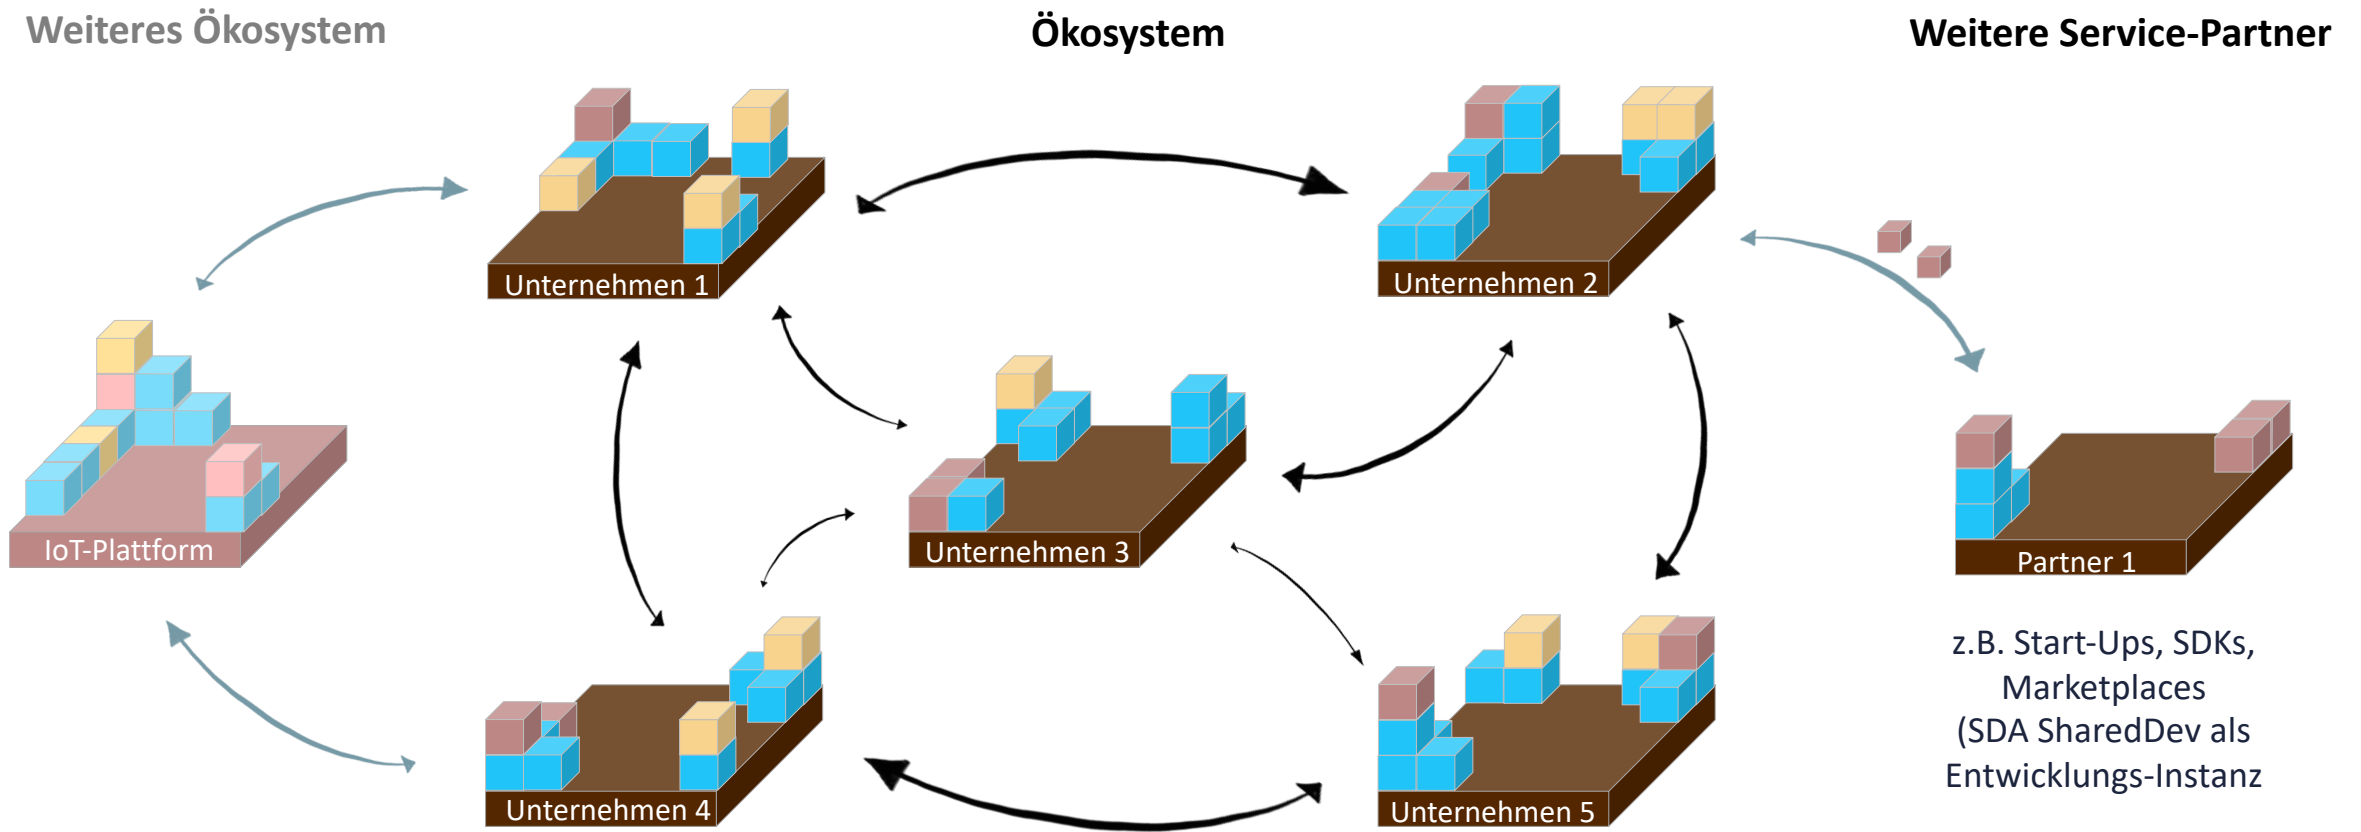 Weiteres Ökosystem
Ökosystem
Weitere Service-Partner
Unternehmen 1
Unternehmen 2
IoT-Plattform
Unternehmen 3
Partner 1
z.B. Start-Ups, SDKs,
Marketplaces
(SDA SharedDev als
Entwicklungs-Instanz
Unternehmen 4
Unternehmen 5